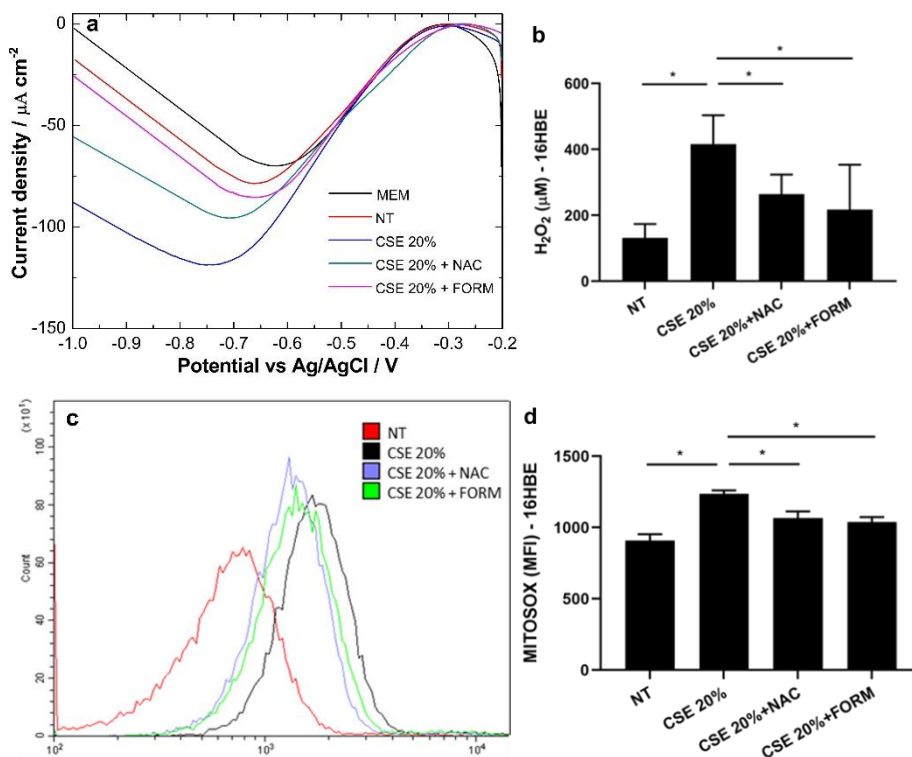 a
0
-50
-100
-150
-1.0 -0.9 -0.8 -0.7 -0.6 -0.5 -0.4 -0.3 -0.2
Current density / μA cm⁻²
Potential vs Ag/AgCl / V
MEM
NT
CSE 20%
CSE 20% + NAC
CSE 20% + FORM
b
* * *
600
400
200
0
H₂O₂ (μM) - 16HBE
NT
CSE 20%
CSE 20%+NAC
CSE 20%+FORM
c
(x10¹)
100
80
60
40
20
0
Count
10² 10³ 10⁴
NT
CSE 20%
CSE 20% + NAC
CSE 20% + FORM
d
* * *
1500
1000
500
0
MITOSOX (MFI) - 16HBE
NT
CSE 20%
CSE 20%+NAC
CSE 20%+FORM